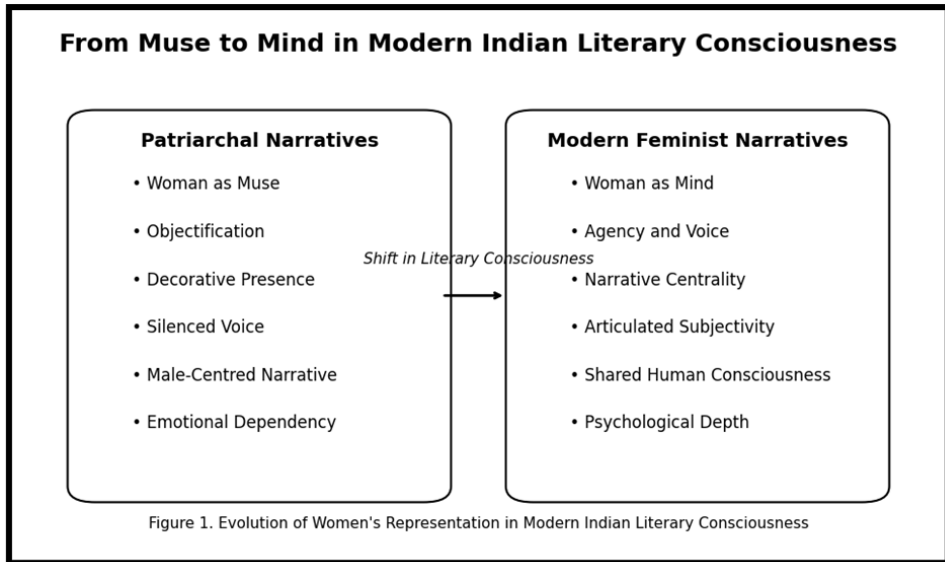 From Muse to Mind in Modern Indian Literary Consciousness
Patriarchal Narratives
• Woman as Muse
• Objectification
• Decorative Presence
• Silenced Voice
• Male-Centred Narrative
• Emotional Dependency
Shift in Literary Consciousness
Modern Feminist Narratives
• Woman as Mind
• Agency and Voice
• Narrative Centrality
• Articulated Subjectivity
• Shared Human Consciousness
• Psychological Depth
Figure 1. Evolution of Women's Representation in Modern Indian Literary Consciousness